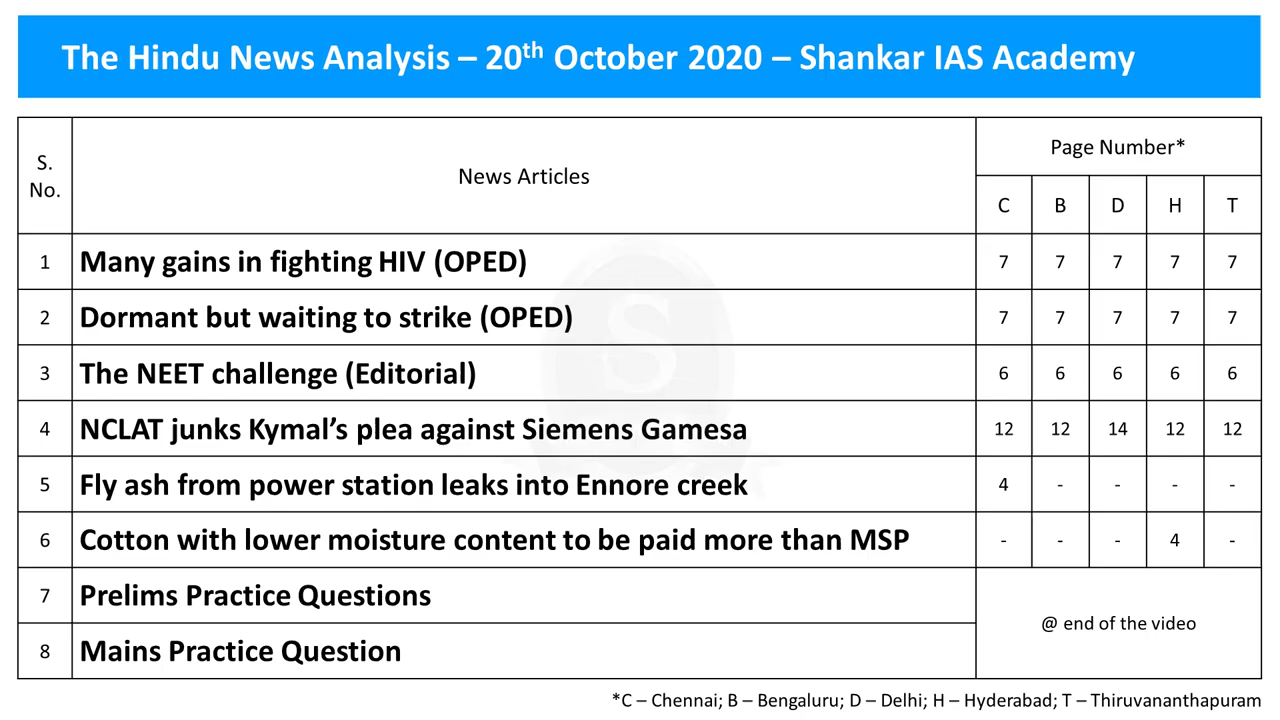 The Hindu News Analysis – 20th October 2020 – Shankar IAS Academy
S. No. News Articles Page Number*
C B D H T
1 Many gains in fighting HIV (OPED) 7 7 7 7 7
2 Dormant but waiting to strike (OPED) 7 7 7 7 7
3 The NEET challenge (Editorial) 6 6 6 6 6
4 NCLAT junks Kymal’s plea against Siemens Gamesa 12 12 14 12 12
5 Fly ash from power station leaks into Ennore creek 4 - - - -
6 Cotton with lower moisture content to be paid more than MSP - - - 4 -
7 Prelims Practice Questions
@ end of the video
8 Mains Practice Question
*C – Chennai; B – Bengaluru; D – Delhi; H – Hyderabad; T – Thiruvananthapuram